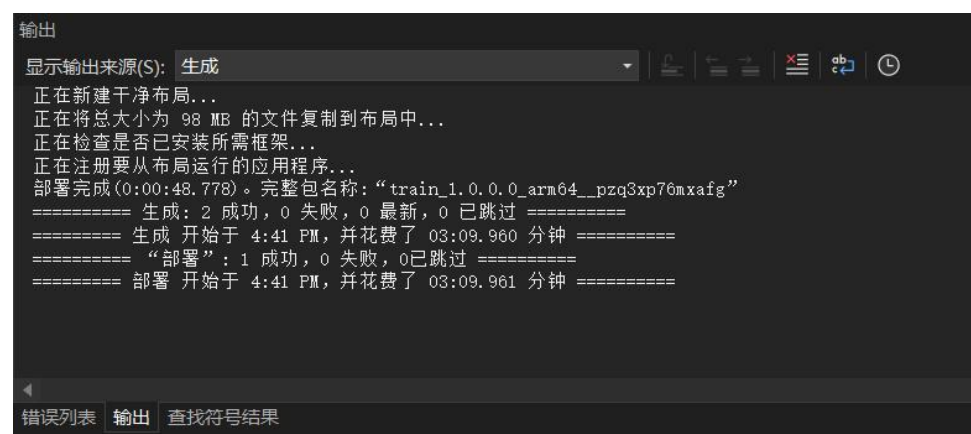 输出
显示输出来源(S): 生成
正在新建干净布局...
正在将总大小为 98 MB 的文件复制到布局中...
正在检查是否已安装所需框架...
正在注册要从布局运行的应用程序...
部署完成(0:00:48.778)。完整包名称:“train_1.0.0.0_arm64__pzq3xp76mxafg”
========== 生成: 2 成功，0 失败，0 最新，0 已跳过 ==========
========= 生成 开始于 4:41 PM，并花费了 03:09.960 分钟 ==========
========== “部署”: 1 成功，0 失败，0已跳过 ==========
========= 部署 开始于 4:41 PM，并花费了 03:09.961 分钟 ==========
错误列表 输出 查找符号结果